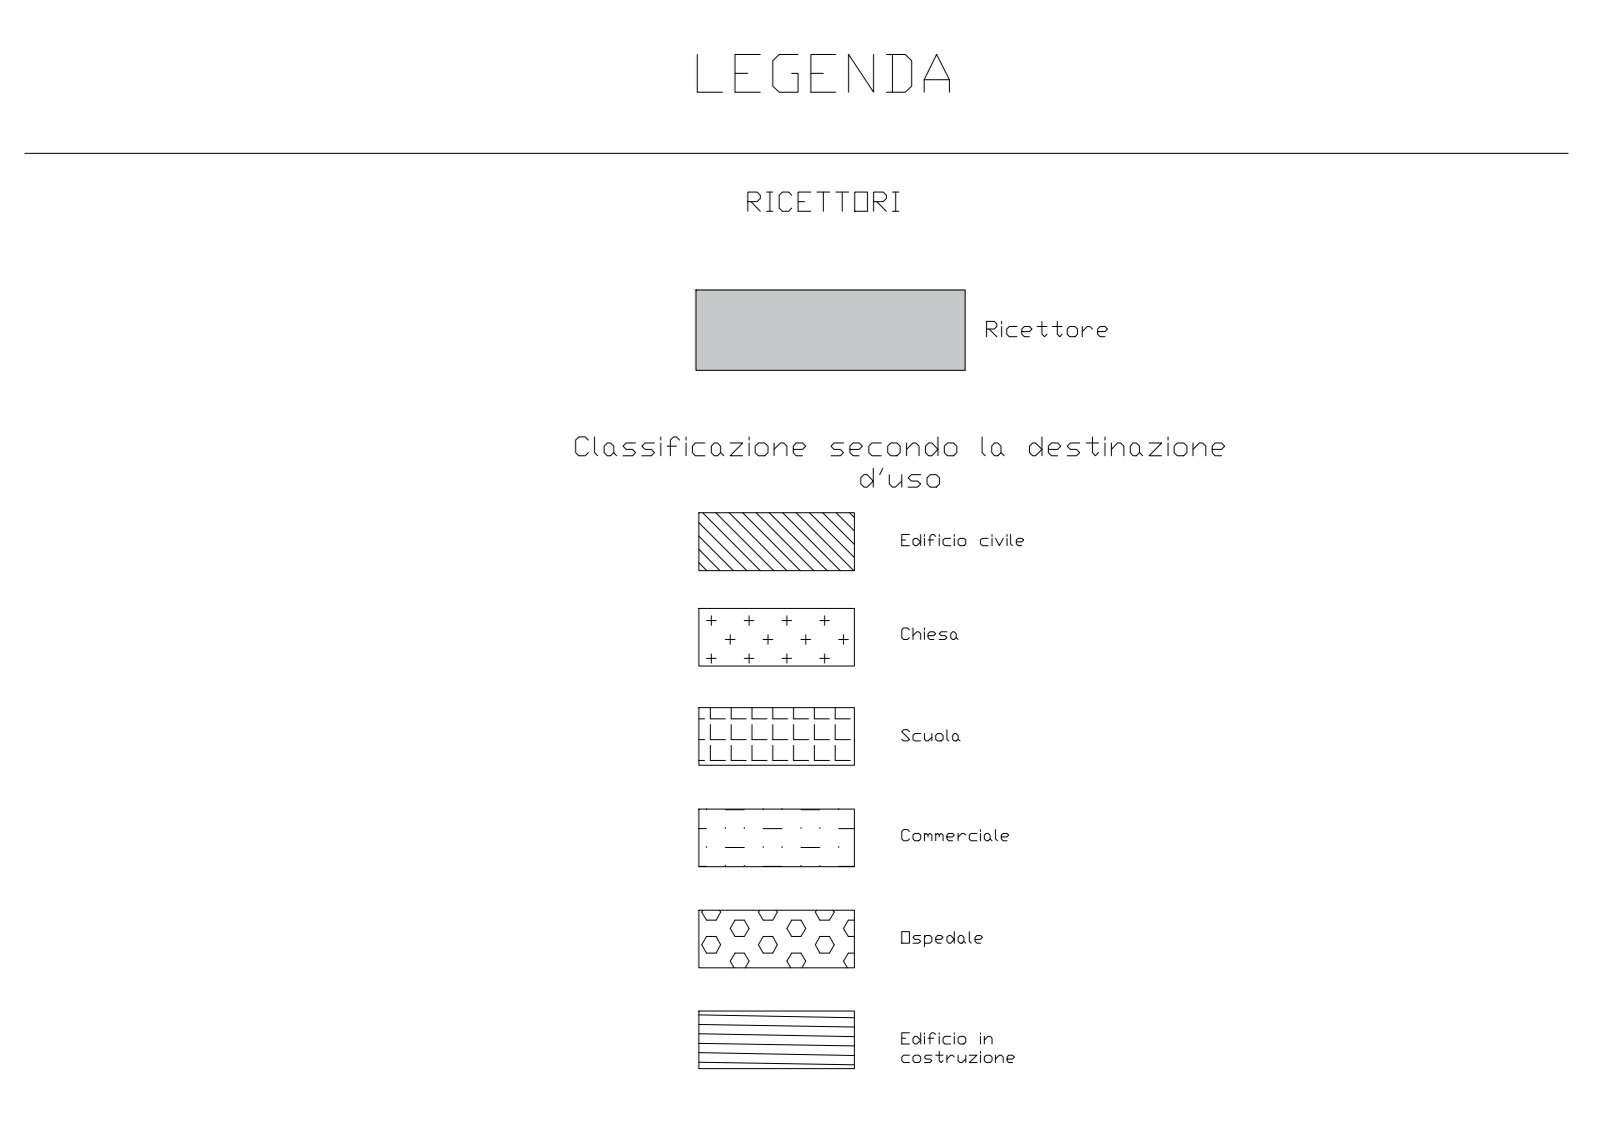 LEGENDA
RICETTORI
Ricettore
Classificazione secondo la destinazione
d'uso
Edificio civile
Chiesa
Scuola
Commerciale
Ospedale
Edificio in
costruzione